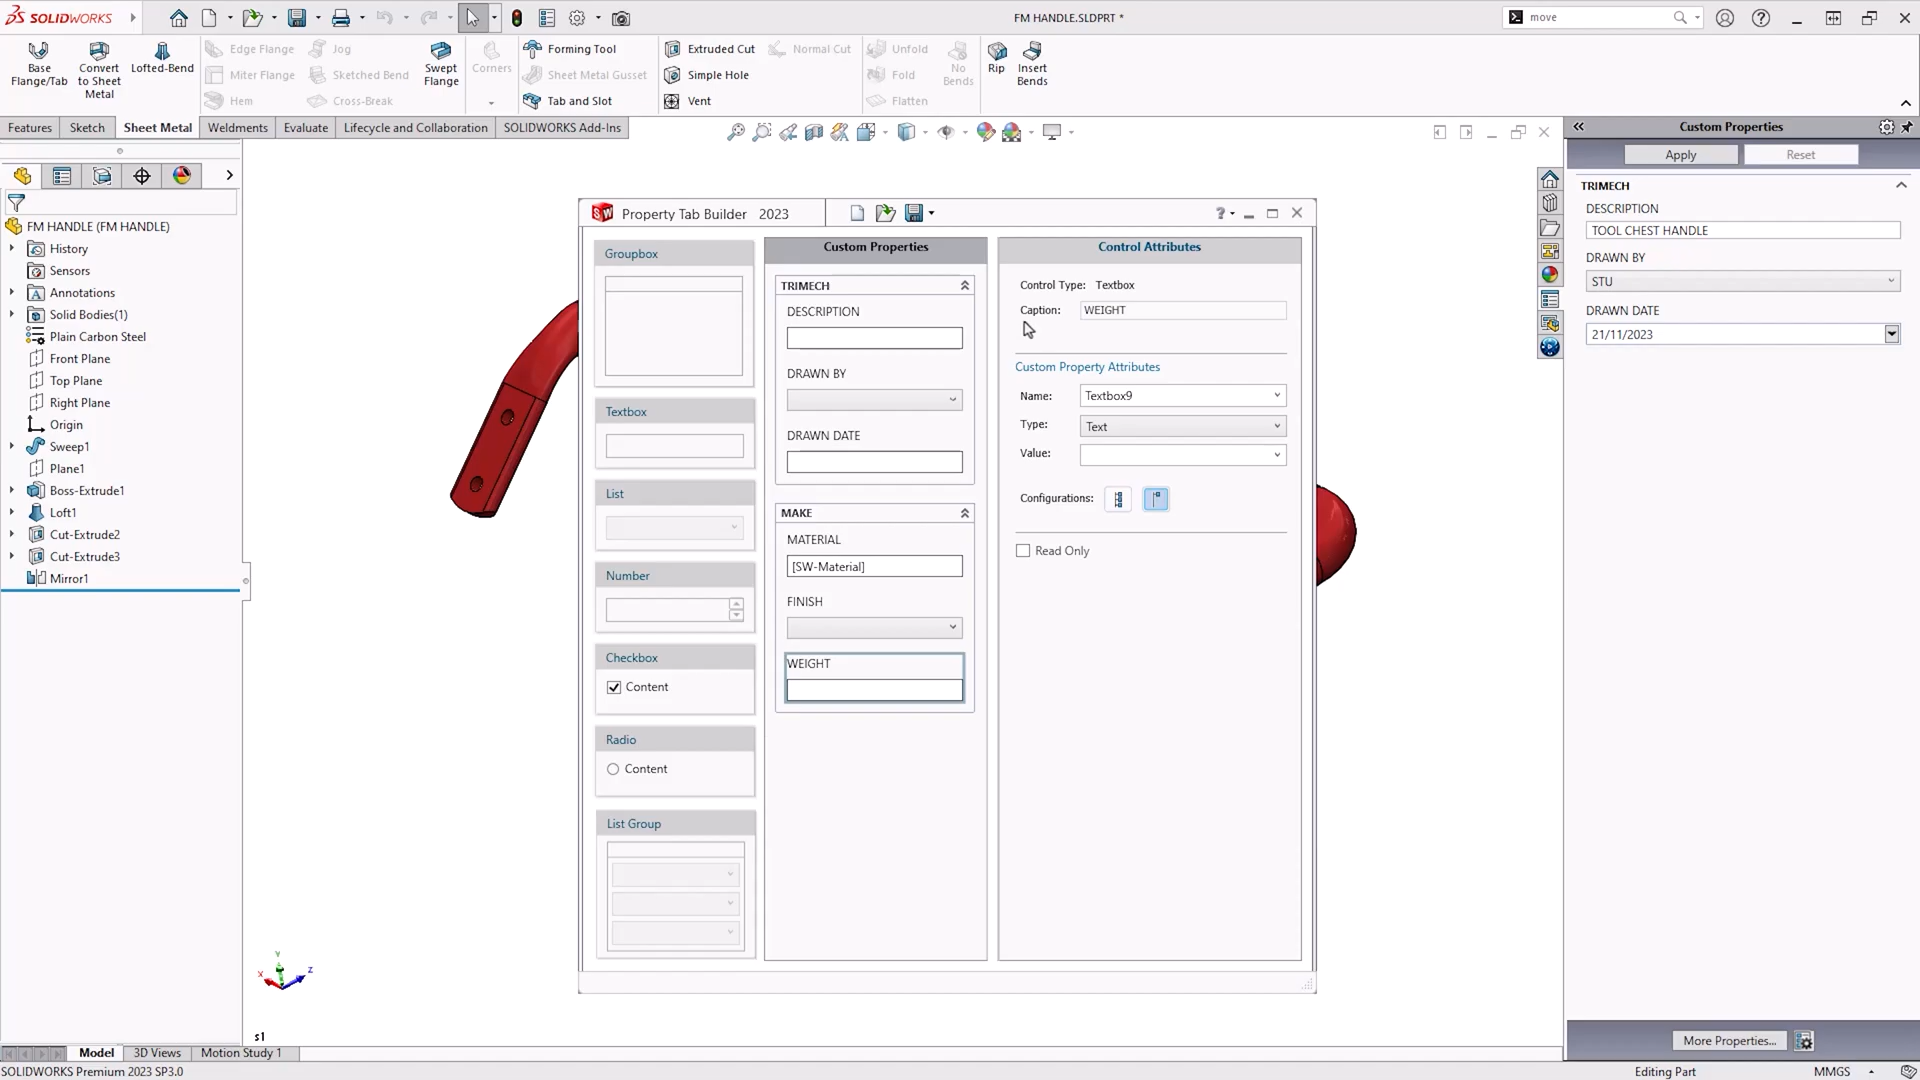 SOLIDWORKS
FM HANDLE.SLDPRT *
move
Base Flange/Tab
Convert to Sheet Metal
Lofted-Bend
Edge Flange
Miter Flange
Hem
Jog
Sketched Bend
Cross-Break
Swept Flange
Corners
Forming Tool
Sheet Metal Gusset
Tab and Slot
Extruded Cut
Simple Hole
Vent
Normal Cut
Unfold
Fold
Flatten
No Bends
Rip
Insert Bends
Features
Sketch
Sheet Metal
Weldments
Evaluate
Lifecycle and Collaboration
SOLIDWORKS Add-Ins
FM HANDLE (FM HANDLE)
History
Sensors
Annotations
Solid Bodies(1)
Plain Carbon Steel
Front Plane
Top Plane
Right Plane
Origin
Sweep1
Plane1
Boss-Extrude1
Loft1
Cut-Extrude2
Cut-Extrude3
Mirror1
Property Tab Builder 2023
Groupbox
Textbox
List
Number
Checkbox
Content
Radio
Content
List Group
Custom Properties
TRIMECH
DESCRIPTION
DRAWN BY
DRAWN DATE
MAKE
MATERIAL
[SW-Material]
FINISH
WEIGHT
Control Attributes
Control Type: Textbox
Caption: WEIGHT
Custom Property Attributes
Name: Textbox9
Type: Text
Value:
Configurations:
Read Only
Custom Properties
Apply
Reset
TRIMECH
DESCRIPTION
TOOL CHEST HANDLE
DRAWN BY
STU
DRAWN DATE
21/11/2023
More Properties...
Y
X
Z
s1
Model
3D Views
Motion Study 1
SOLIDWORKS Premium 2023 SP3.0
Editing Part
MMGS